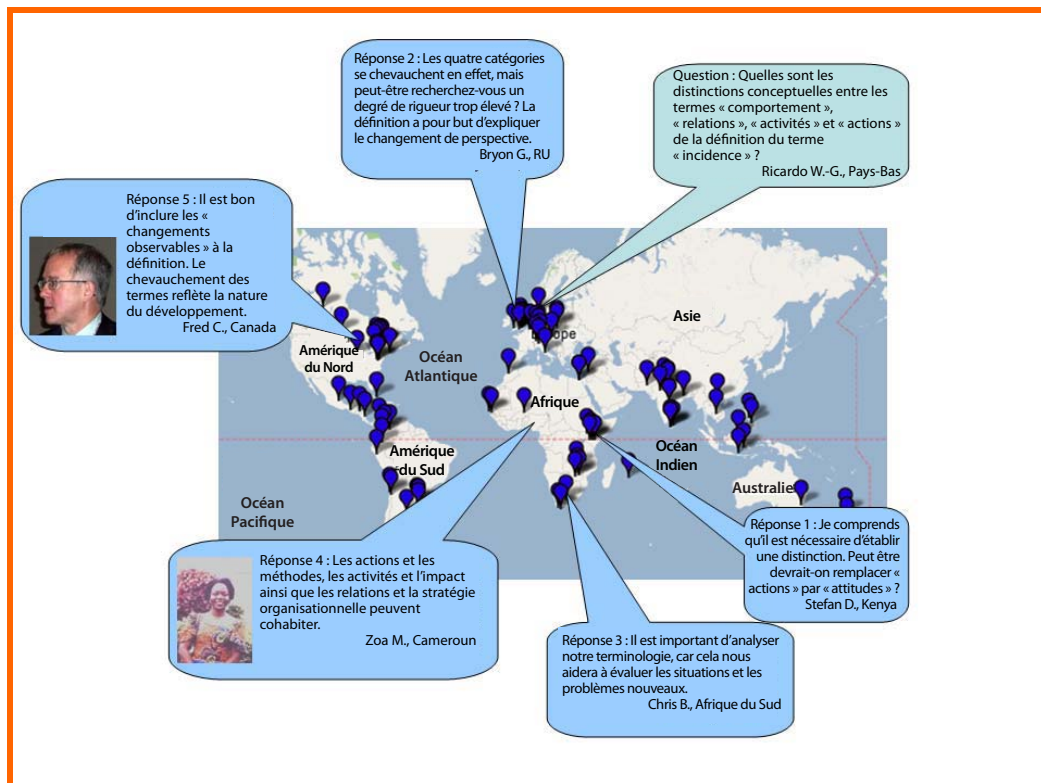 Réponse 2 : Les quatre catégories
se chevauchent en effet, mais
peut-être recherchez-vous un
degré de rigueur trop élevé ? La
définition a pour but d'expliquer
le changement de perspective.
Bryon G., RU
Question : Quelles sont les
distinctions conceptuelles entre les
termes « comportement »,
« relations », « activités » et « actions »
de la définition du terme
« incidence » ?
Ricardo W.-G., Pays-Bas
Réponse 5 : Il est bon
d'inclure les «
changements
observables » à la
définition. Le
chevauchement des
termes reflète la nature
du développement.
Fred C., Canada
Amérique
du Nord
Océan
Atlantique
Europe
Asie
Afrique
Amérique
du Sud
Océan
Indien
Australie
Océan
Pacifique
Réponse 4 : Les actions et les
méthodes, les activités et l'impact
ainsi que les relations et la stratégie
organisationnelle peuvent
cohabiter.
Zoa M., Cameroun
Réponse 1 : Je comprends
qu'il est nécessaire d'établir
une distinction. Peut être
devrait-on remplacer «
actions » par « attitudes » ?
Stefan D., Kenya
Réponse 3 : Il est important d'analyser
notre terminologie, car cela nous
aidera à évaluer les situations et les
problèmes nouveaux.
Chris B., Afrique du Sud